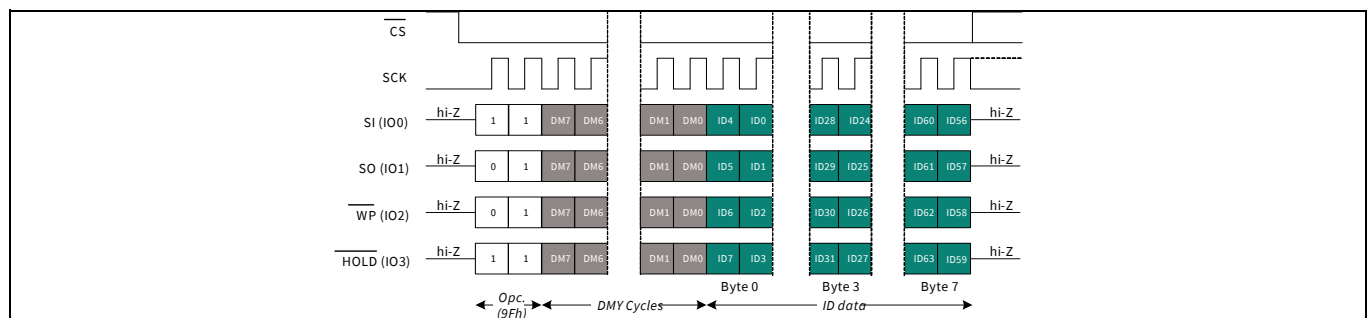 CS
SCK
SI (IO0) hi-Z 1 1 DM7 DM6 DM1 DM0 ID4 ID0 ID28 ID24 ID60 ID56 hi-Z
SO (IO1) hi-Z 0 1 DM7 DM6 DM1 DM0 ID5 ID1 ID29 ID25 ID61 ID57 hi-Z
WP (IO2) hi-Z 0 1 DM7 DM6 DM1 DM0 ID6 ID2 ID30 ID26 ID62 ID58 hi-Z
HOLD (IO3) hi-Z 1 1 DM7 DM6 DM1 DM0 ID7 ID3 ID31 ID27 ID63 ID59 hi-Z
Byte 0 Byte 3 Byte 7
Opc. (9Fh) DMY Cycles ID data